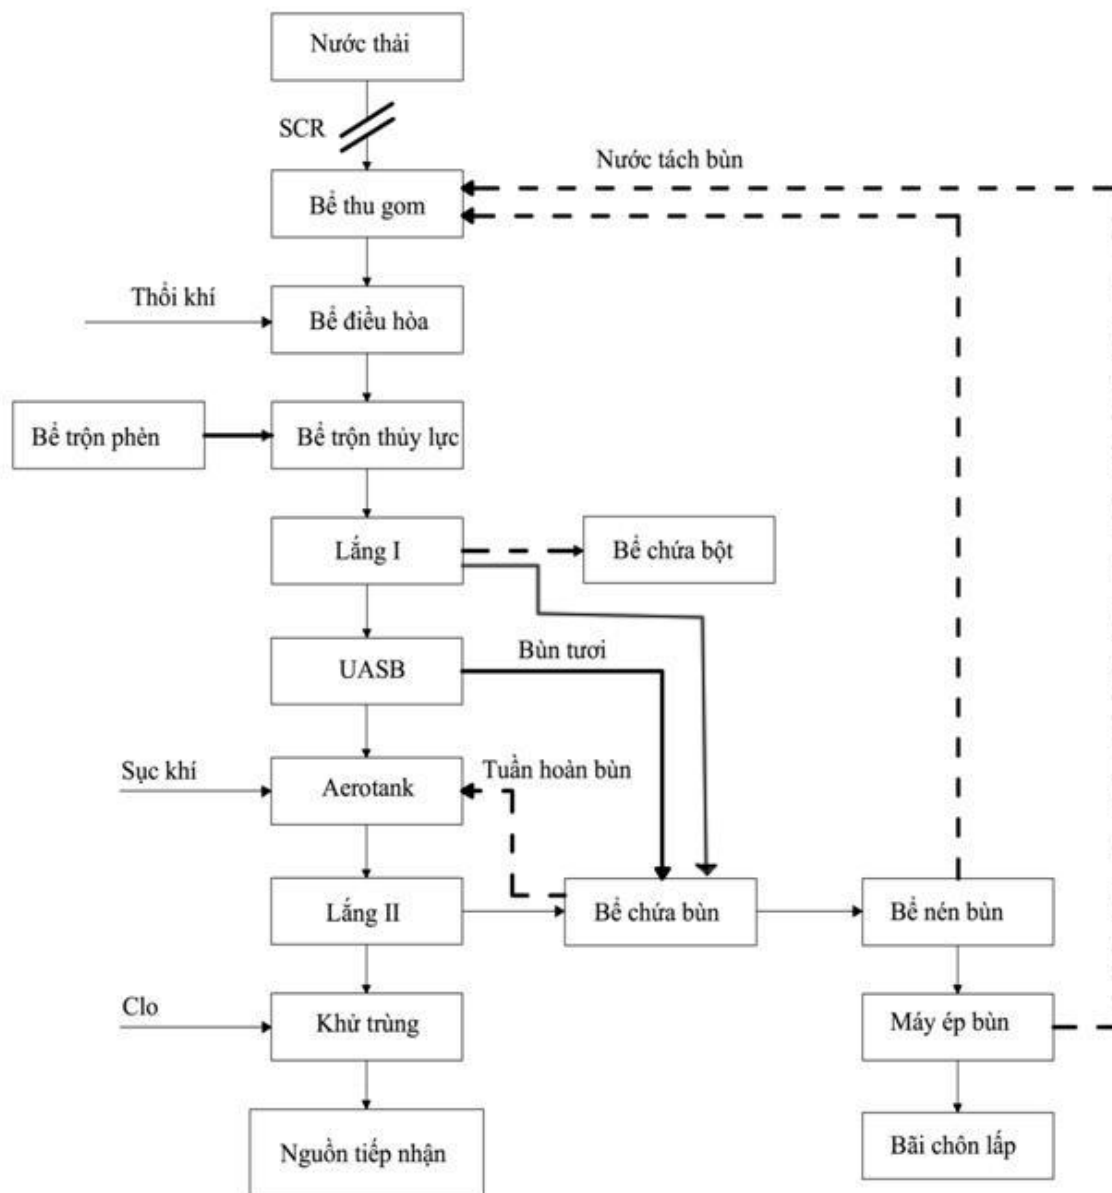 Nước thải
SCR
Nước tách bùn
Bể thu gom
Thổi khí
Bể điều hòa
Bể trộn phèn
Bể trộn thủy lực
Lắng I
Bể chứa bột
Bùn tươi
UASB
Sục khí
Tuần hoàn bùn
Aerotank
Lắng II
Bể chứa bùn
Bể nén bùn
Clo
Khử trùng
Máy ép bùn
Nguồn tiếp nhận
Bãi chôn lấp